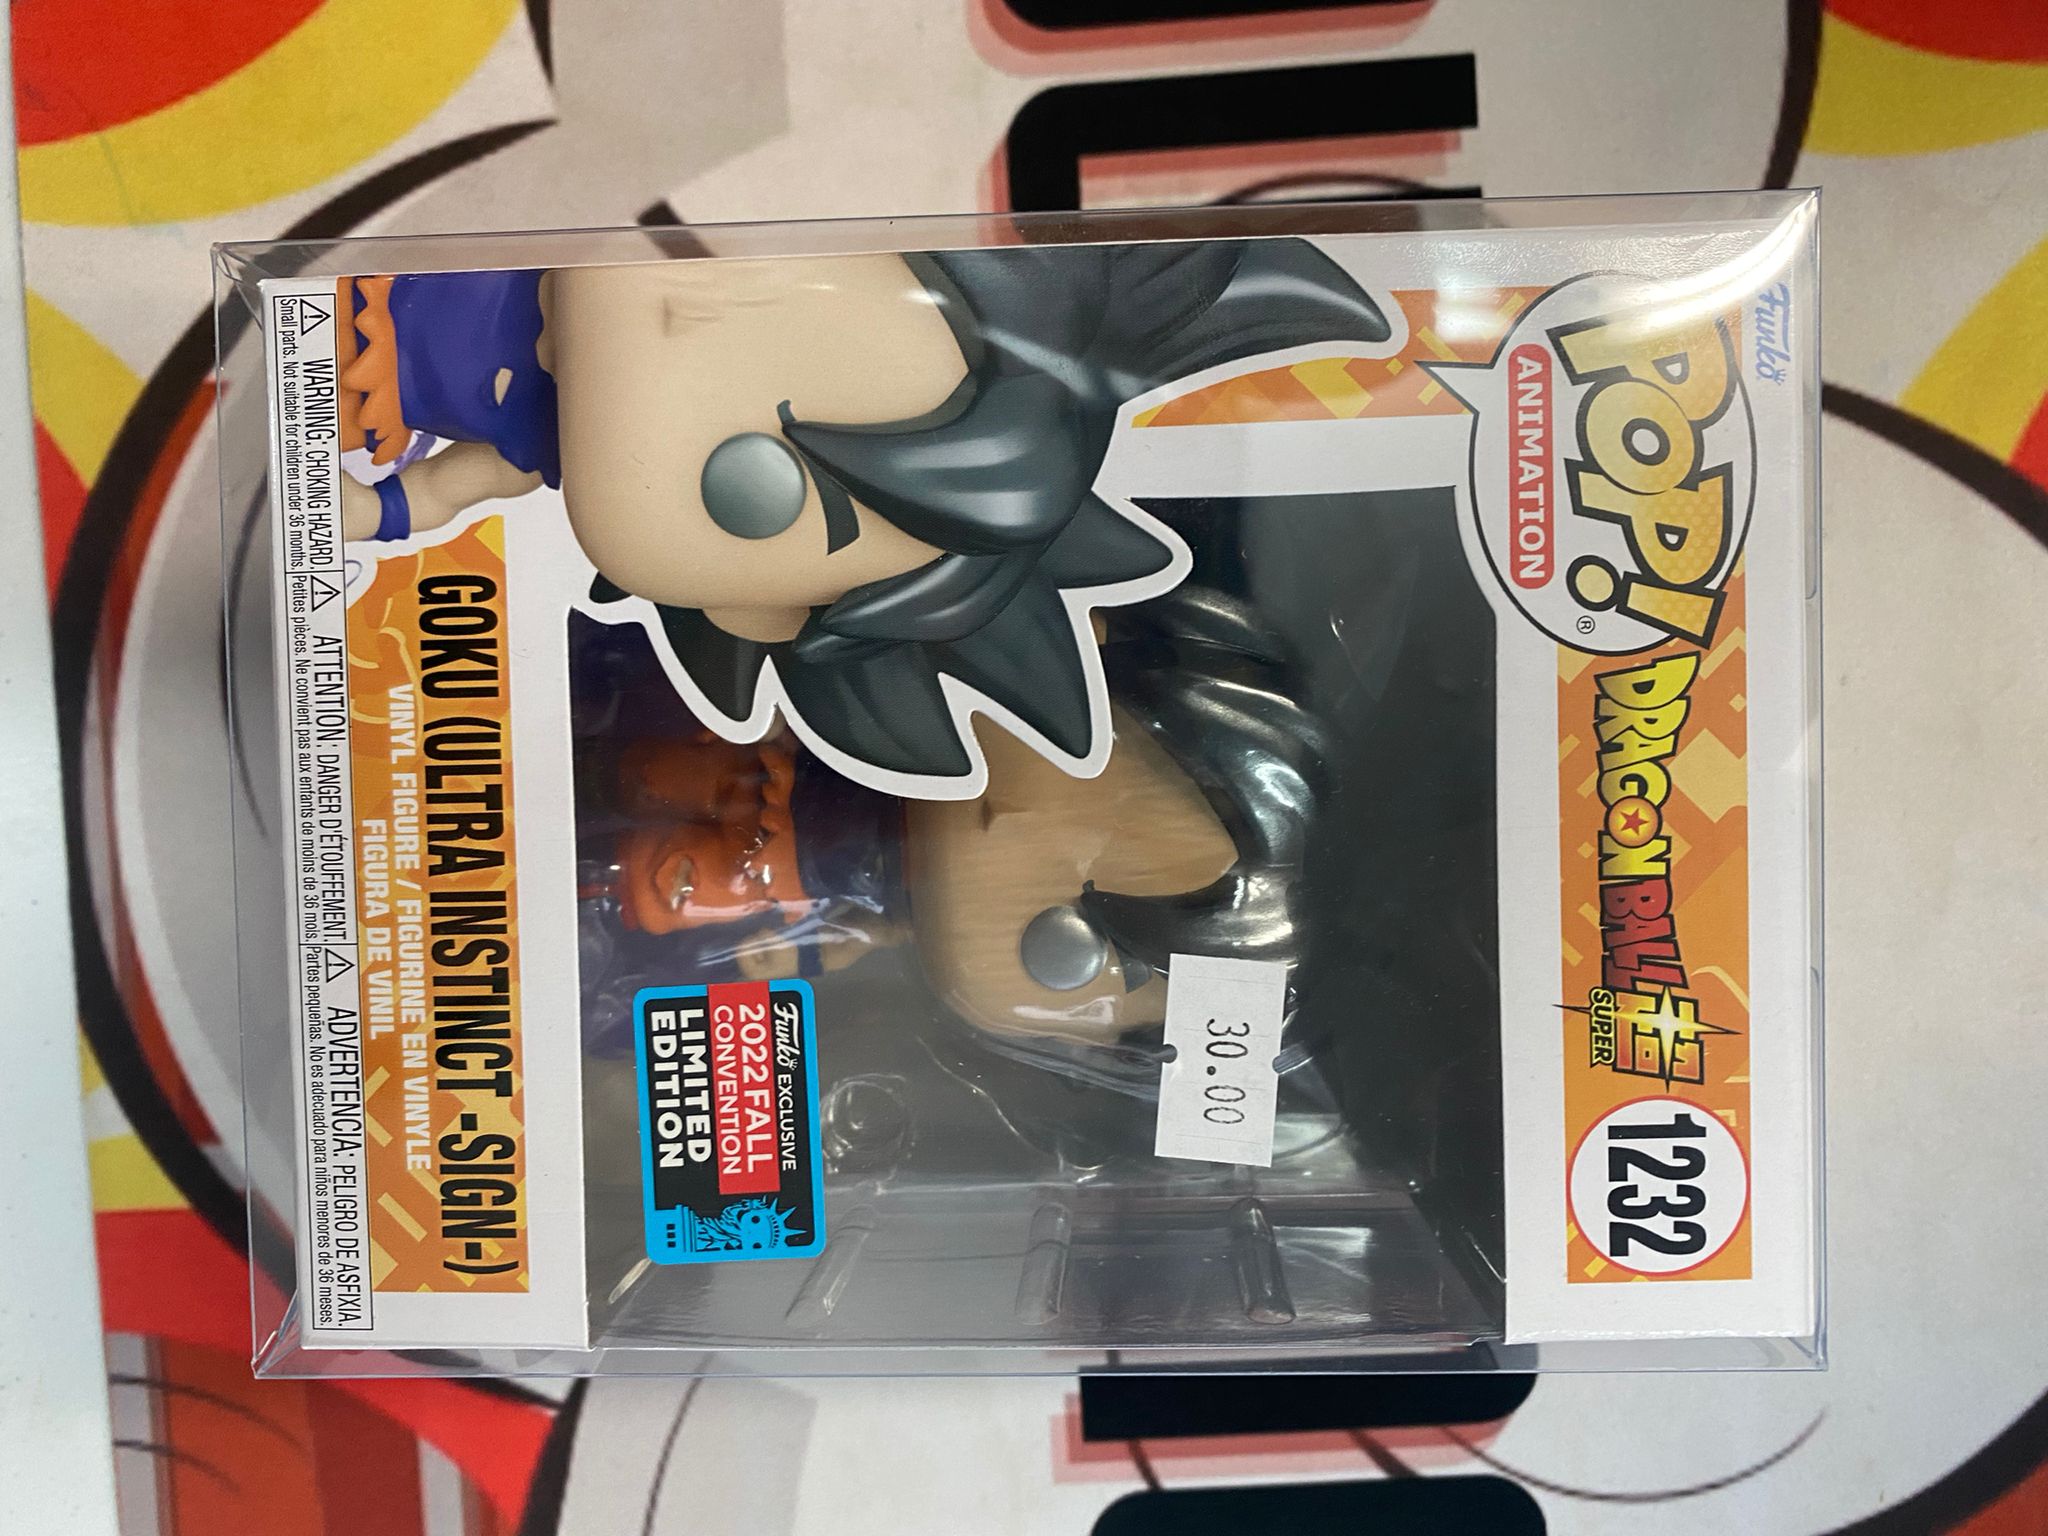 Funko
POP! ®
ANIMATION
DRAGON BALL 超
SUPER
1232
30.00
Funko EXCLUSIVE
2022 FALL
CONVENTION
LIMITED
EDITION
GOKU (ULTRA INSTINCT -SIGN-)
VINYL FIGURE / FIGURINE EN VINYLE
FIGURA DE VINIL
WARNING: CHOKING HAZARD.
Small parts. Not suitable for children under 36 months.
ATTENTION: DANGER D'ÉTOUFFEMENT.
Petites pièces. Ne convient pas aux enfants de moins de 36 mois.
ADVERTENCIA: PELIGRO DE ASFIXIA.
Partes pequeñas. No es adecuado para niños menores de 36 meses.